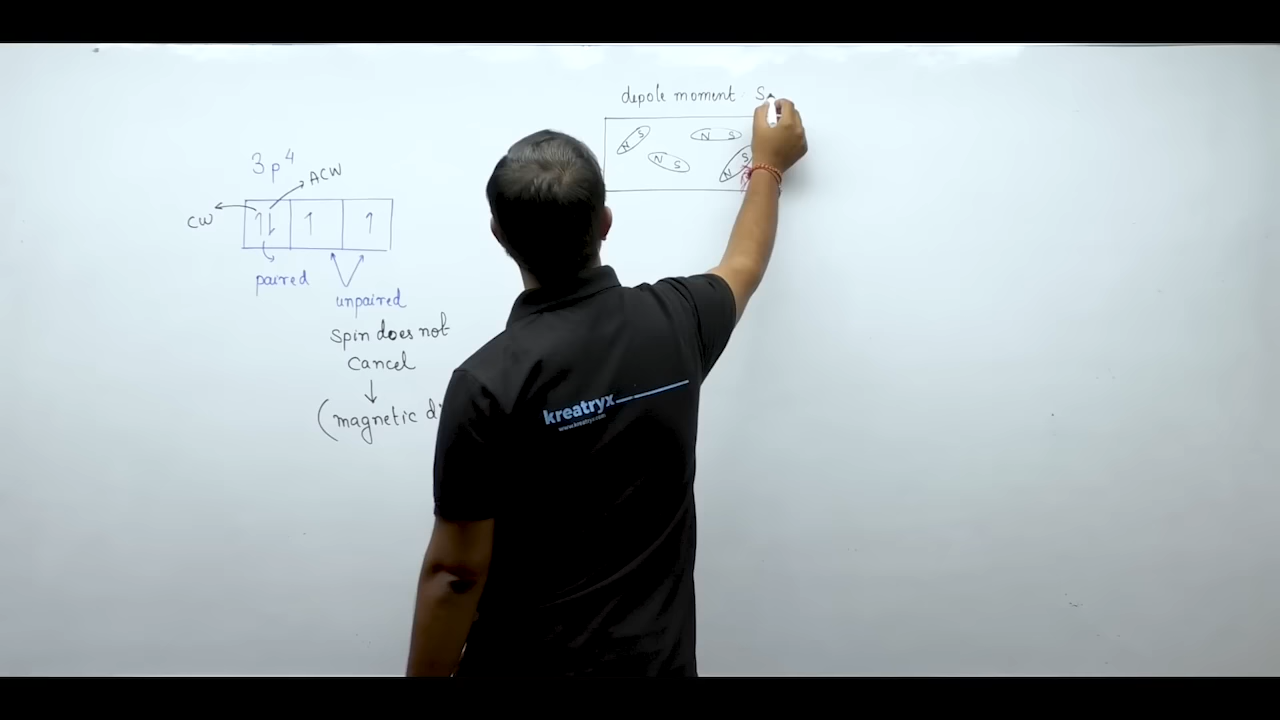 dipole moment : S
N S
N S
N S
N S
3p⁴
ACW
CW
paired
unpaired
spin does not
cancel
(magnetic di
kreatryx
www.kreatryx.com